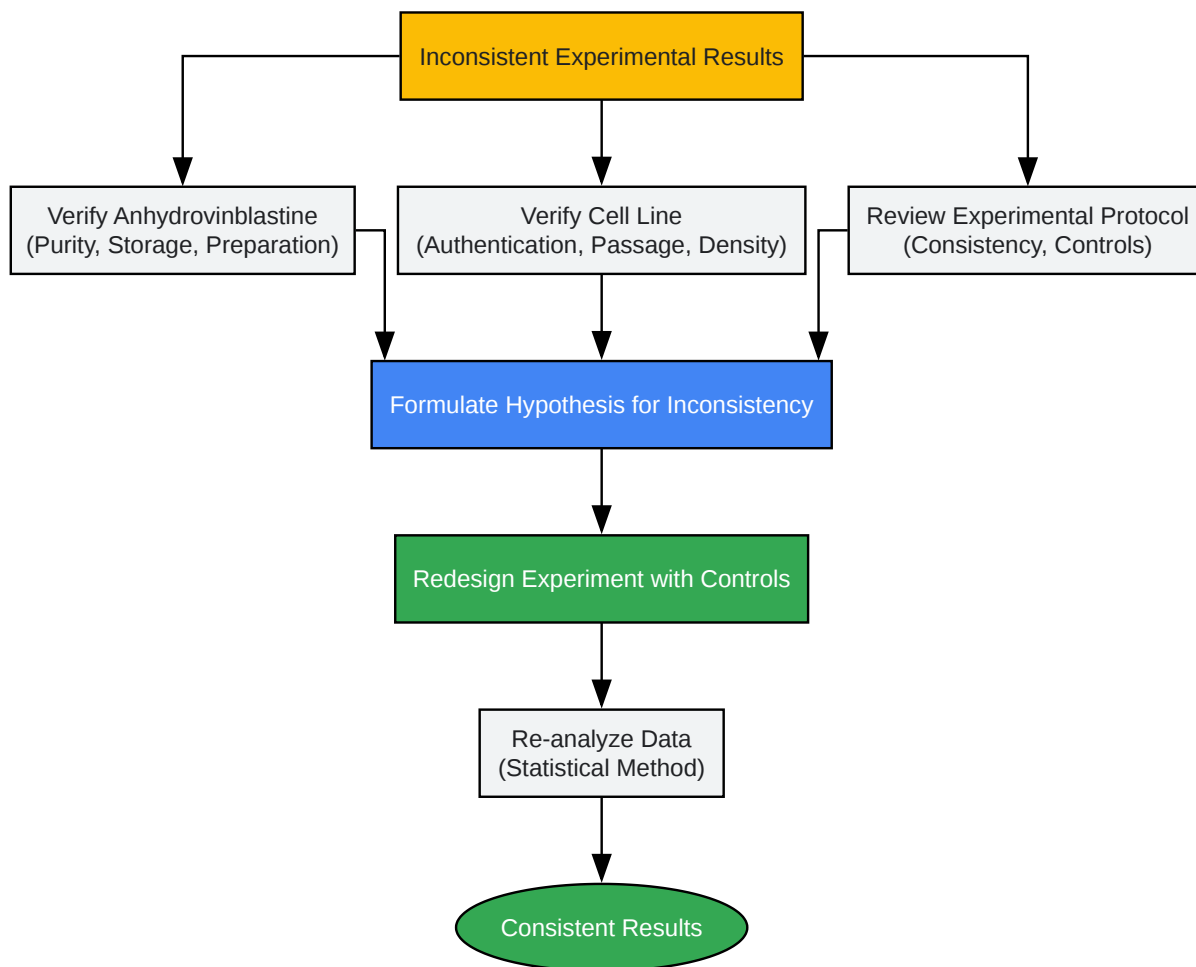 Inconsistent Experimental Results
Verify Anhydrovinblastine
(Purity, Storage, Preparation)
Verify Cell Line
(Authentication, Passage, Density)
Review Experimental Protocol
(Consistency, Controls)
Formulate Hypothesis for Inconsistency
Redesign Experiment with Controls
Re-analyze Data
(Statistical Method)
Consistent Results